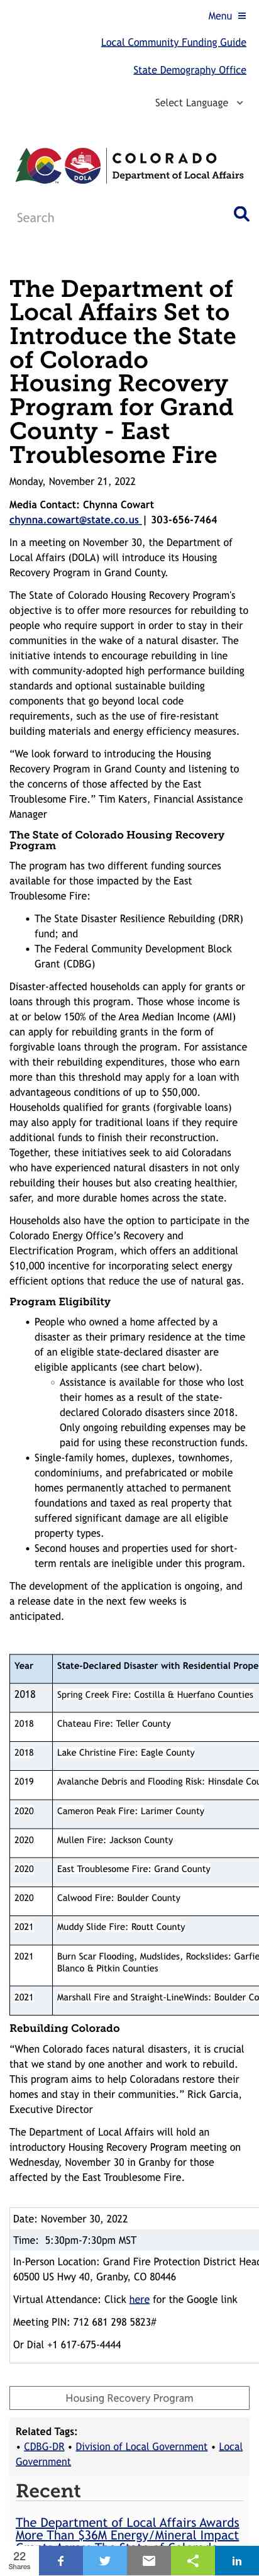 Menu ≡
Local Community Funding Guide
State Demography Office
Select Language
DOLA
COLORADO
Department of Local Affairs
Search
The Department of
Local Affairs Set to
Introduce the State
of Colorado
Housing Recovery
Program for Grand
County - East
Troublesome Fire
Monday, November 21, 2022
Media Contact: Chynna Cowart
chynna.cowart@state.co.us | 303-656-7464
In a meeting on November 30, the Department of
Local Affairs (DOLA) will introduce its Housing
Recovery Program in Grand County.
The State of Colorado Housing Recovery Program's
objective is to offer more resources for rebuilding to
people who require support in order to stay in their
communities in the wake of a natural disaster. The
initiative intends to encourage rebuilding in line
with community-adopted high performance building
standards and optional sustainable building
components that go beyond local code
requirements, such as the use of fire-resistant
building materials and energy efficiency measures.
“We look forward to introducing the Housing
Recovery Program in Grand County and listening to
the concerns of those affected by the East
Troublesome Fire.” Tim Katers, Financial Assistance
Manager
The State of Colorado Housing Recovery
Program
The program has two different funding sources
available for those impacted by the East
Troublesome Fire:
• The State Disaster Resilience Rebuilding (DRR)
fund; and
• The Federal Community Development Block
Grant (CDBG)
Disaster-affected households can apply for grants or
loans through this program. Those whose income is
at or below 150% of the Area Median Income (AMI)
can apply for rebuilding grants in the form of
forgivable loans through the program. For assistance
with their rebuilding expenditures, those who earn
more than this threshold may apply for a loan with
advantageous conditions of up to $50,000.
Households qualified for grants (forgivable loans)
may also apply for traditional loans if they require
additional funds to finish their reconstruction.
Together, these initiatives seek to aid Coloradans
who have experienced natural disasters in not only
rebuilding their houses but also creating healthier,
safer, and more durable homes across the state.
Households also have the option to participate in the
Colorado Energy Office’s Recovery and
Electrification Program, which offers an additional
$10,000 incentive for incorporating select energy
efficient options that reduce the use of natural gas.
Program Eligibility
• People who owned a home affected by a
disaster as their primary residence at the time
of an eligible state-declared disaster are
eligible applicants (see chart below).
○ Assistance is available for those who lost
their homes as a result of the state-
declared Colorado disasters since 2018.
Only ongoing rebuilding expenses may be
paid for using these reconstruction funds.
• Single-family homes, duplexes, townhomes,
condominiums, and prefabricated or mobile
homes permanently attached to permanent
foundations and taxed as real property that
suffered significant damage are all eligible
property types.
• Second houses and properties used for short-
term rentals are ineligible under this program.
The development of the application is ongoing, and
a release date in the next few weeks is
anticipated.
Year State-Declared Disaster with Residential Prope
2018 Spring Creek Fire: Costilla & Huerfano Counties
2018 Chateau Fire: Teller County
2018 Lake Christine Fire: Eagle County
2019 Avalanche Debris and Flooding Risk: Hinsdale Cou
2020 Cameron Peak Fire: Larimer County
2020 Mullen Fire: Jackson County
2020 East Troublesome Fire: Grand County
2020 Calwood Fire: Boulder County
2021 Muddy Slide Fire: Routt County
2021 Burn Scar Flooding, Mudslides, Rockslides: Garfie
Blanco & Pitkin Counties
2021 Marshall Fire and Straight-LineWinds: Boulder Co
Rebuilding Colorado
“When Colorado faces natural disasters, it is crucial
that we stand by one another and work to rebuild.
This program aims to help Coloradans restore their
homes and stay in their communities.” Rick Garcia,
Executive Director
The Department of Local Affairs will hold an
introductory Housing Recovery Program meeting on
Wednesday, November 30 in Granby for those
affected by the East Troublesome Fire.
Date: November 30, 2022
Time: 5:30pm-7:30pm MST
In-Person Location: Grand Fire Protection District Head
60500 US Hwy 40, Granby, CO 80446
Virtual Attendance: Click here for the Google link
Meeting PIN: 712 681 298 5823#
Or Dial +1 617-675-4444
Housing Recovery Program
Related Tags:
• CDBG-DR • Division of Local Government • Local
Government
Recent
The Department of Local Affairs Awards
More Than $36M Energy/Mineral Impact
22
Shares